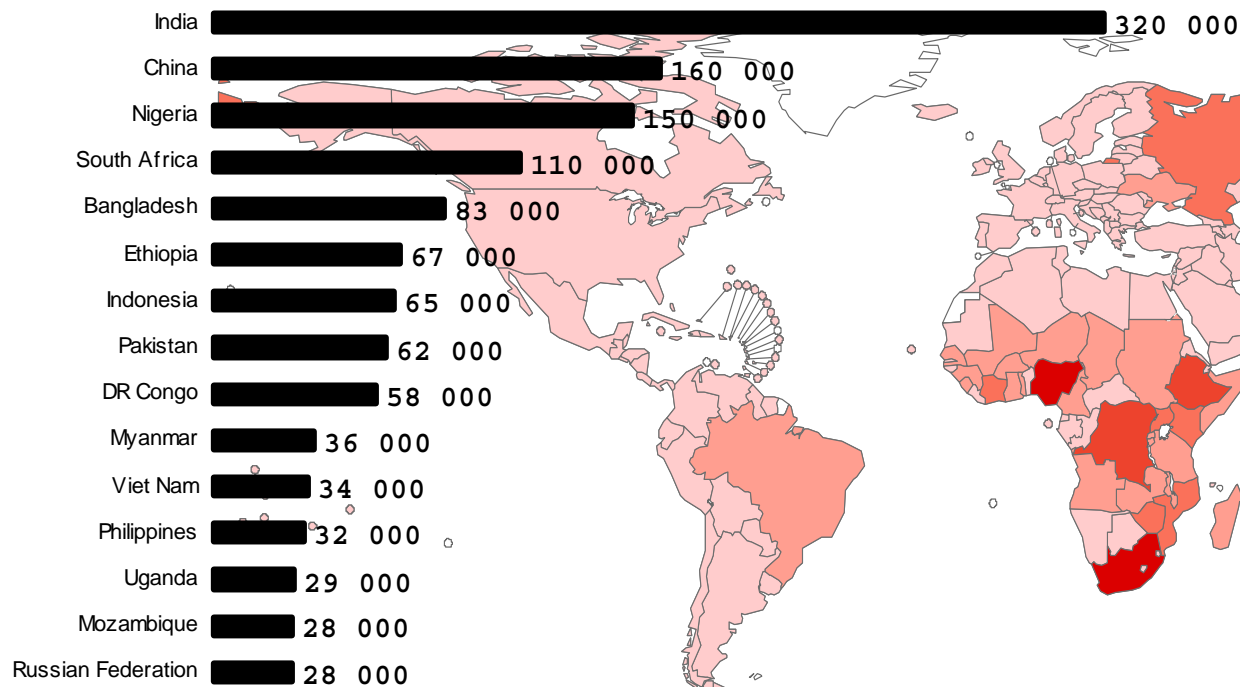 India 320 000
China 160 000
Nigeria 150 000
South Africa 110 000
Bangladesh 83 000
Ethiopia 67 000
Indonesia 65 000
Pakistan 62 000
DR Congo 58 000
Myanmar 36 000
Viet Nam 34 000
Philippines 32 000
Uganda 29 000
Mozambique 28 000
Russian Federation 28 000